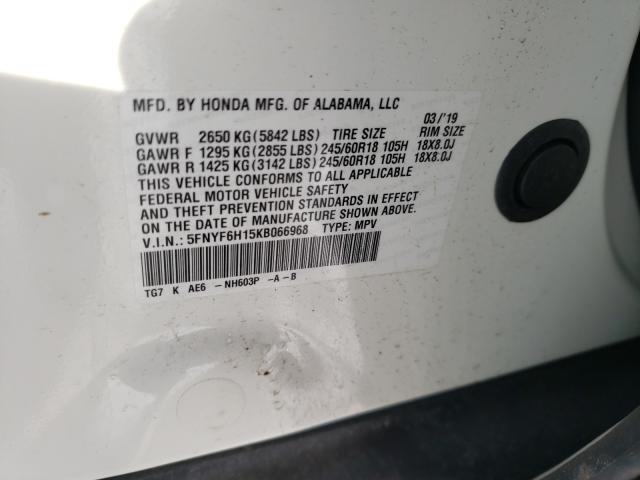 MFD. BY HONDA MFG. OF ALABAMA, LLC
03/'19
GVWR 2650 KG (5842 LBS) TIRE SIZE RIM SIZE
GAWR F 1295 KG (2855 LBS) 245/60R18 105H 18X8.0J
GAWR R 1425 KG (3142 LBS) 245/60R18 105H 18X8.0J
THIS VEHICLE CONFORMS TO ALL APPLICABLE
FEDERAL MOTOR VEHICLE SAFETY
AND THEFT PREVENTION STANDARDS IN EFFECT
ON THE DATE OF MANUFACTURE SHOWN ABOVE.
V.I.N.: 5FNYF6H15KB066968 TYPE: MPV
TG7 K AE6 -NH603P -A-B